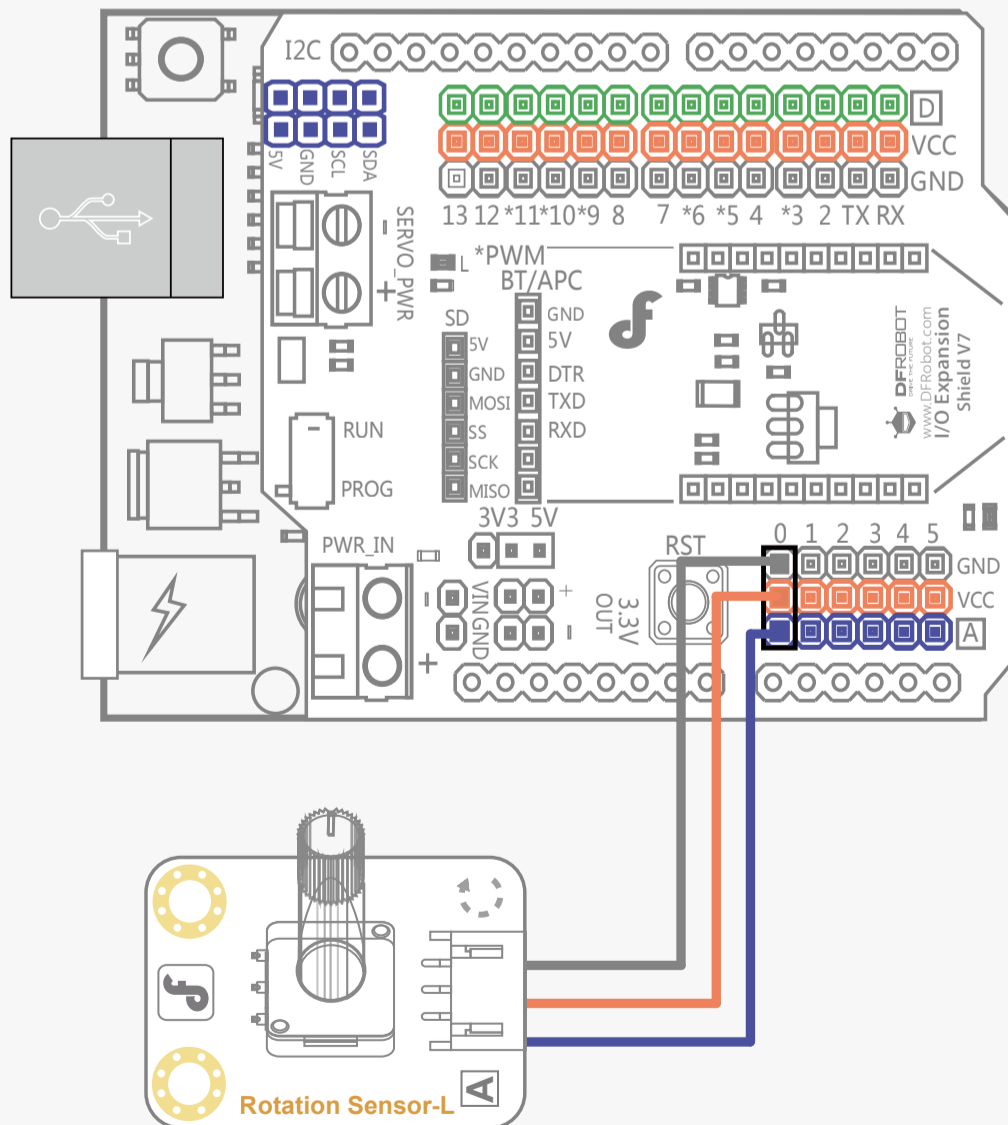 I2C
D
VCC
GND
5V
GND
SCL
SDA
13 12 *11 *10 *9 8 7 *6 *5 4 *3 2 TX RX
SERVO_PWR
-
+
L
*PWM
BT/APC
GND
5V
DTR
TXD
RXD
SD
5V
GND
MOSI
SS
SCK
MISO
DFROBOT
DRIVE THE FUTURE
www.DFRobot.com
I/O Expansion
Shield V7
RUN
PROG
3V3 5V
PWR_IN
-
+
VIN
GND
+
-
3.3V
OUT
RST
0 1 2 3 4 5
GND
VCC
A
A
Rotation Sensor-L